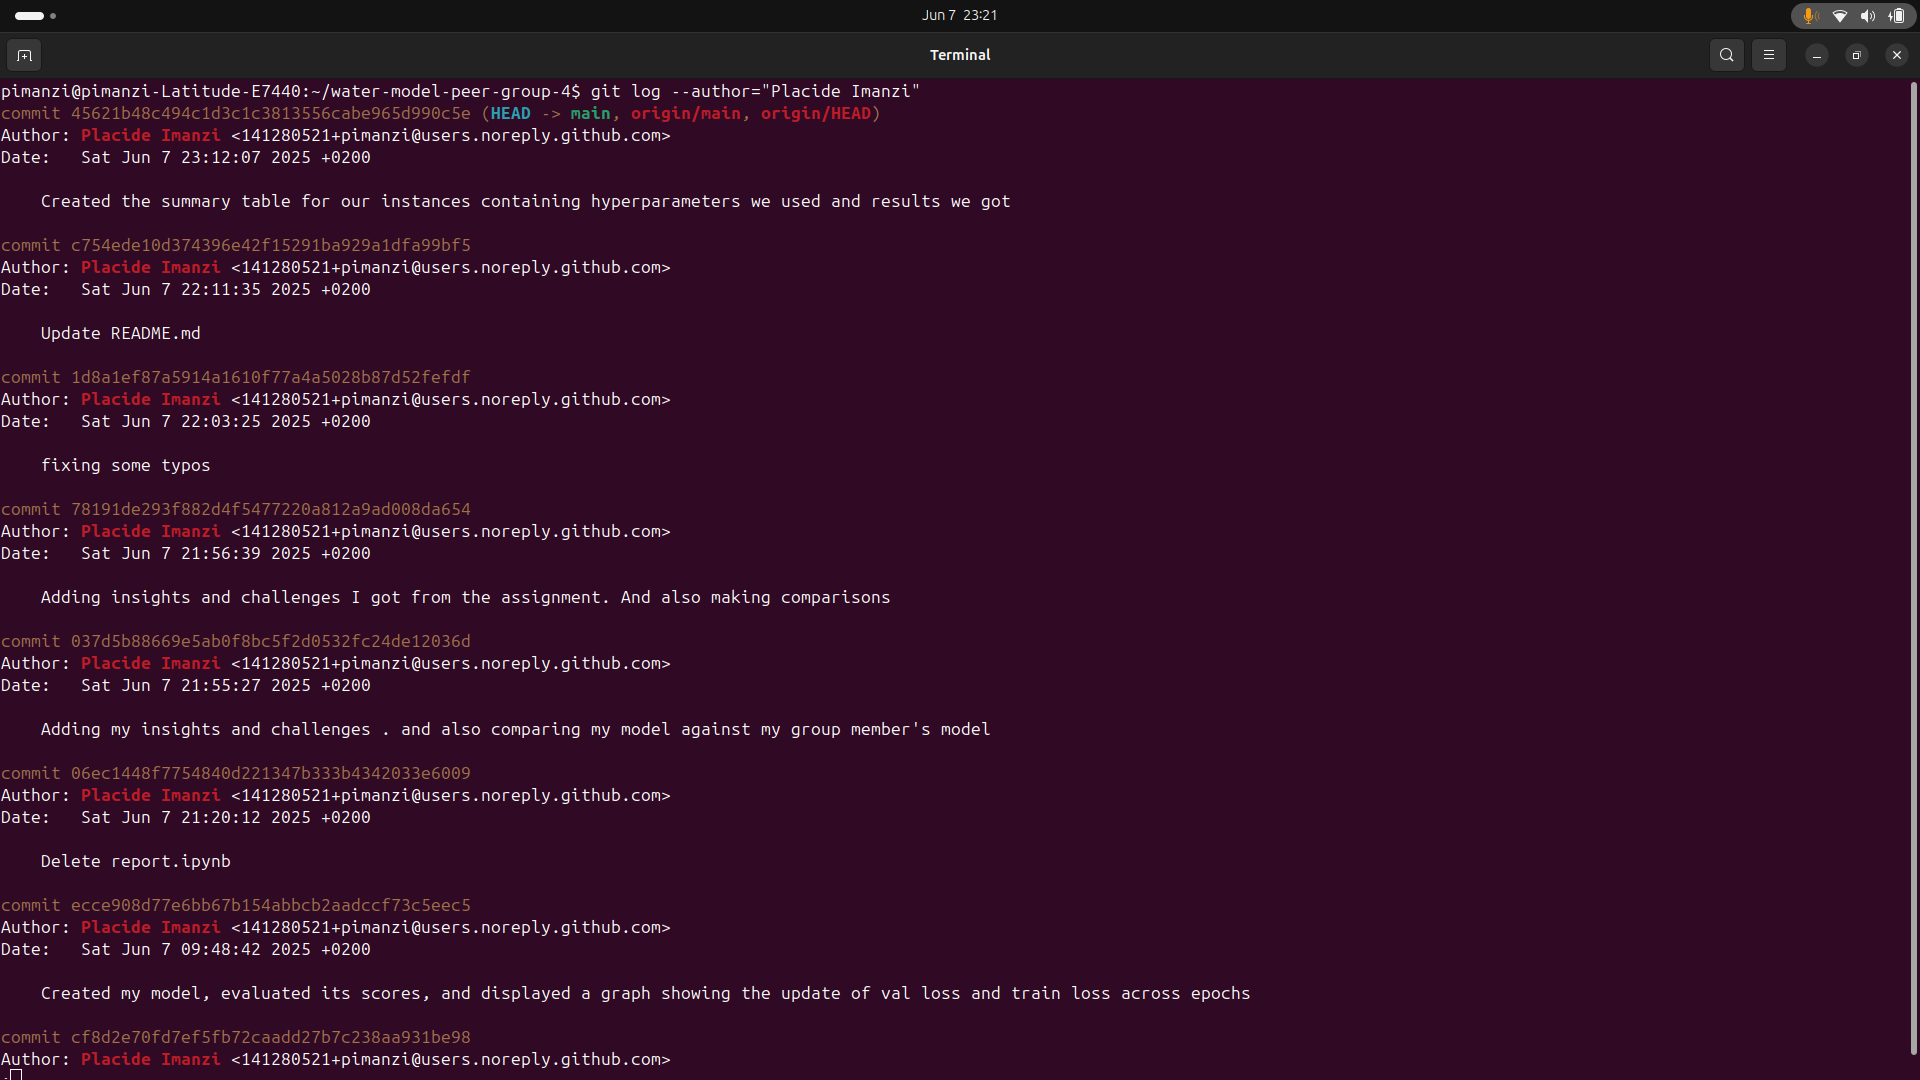 Jun 7 23:21
Terminal
pimanzi@pimanzi-Latitude-E7440:~/water-model-peer-group-4$ git log --author="Placide Imanzi"
commit 45621b48c494c1d3c1c3813556cabe965d990c5e (HEAD -> main, origin/main, origin/HEAD)
Author: Placide Imanzi <141280521+pimanzi@users.noreply.github.com>
Date:   Sat Jun 7 23:12:07 2025 +0200
Created the summary table for our instances containing hyperparameters we used and results we got
commit c754ede10d374396e42f15291ba929a1dfa99bf5
Author: Placide Imanzi <141280521+pimanzi@users.noreply.github.com>
Date:   Sat Jun 7 22:11:35 2025 +0200
Update README.md
commit 1d8a1ef87a5914a1610f77a4a5028b87d52fefdf
Author: Placide Imanzi <141280521+pimanzi@users.noreply.github.com>
Date:   Sat Jun 7 22:03:25 2025 +0200
fixing some typos
commit 78191de293f882d4f5477220a812a9ad008da654
Author: Placide Imanzi <141280521+pimanzi@users.noreply.github.com>
Date:   Sat Jun 7 21:56:39 2025 +0200
Adding insights and challenges I got from the assignment. And also making comparisons
commit 037d5b88669e5ab0f8bc5f2d0532fc24de12036d
Author: Placide Imanzi <141280521+pimanzi@users.noreply.github.com>
Date:   Sat Jun 7 21:55:27 2025 +0200
Adding my insights and challenges . and also comparing my model against my group member's model
commit 06ec1448f7754840d221347b333b4342033e6009
Author: Placide Imanzi <141280521+pimanzi@users.noreply.github.com>
Date:   Sat Jun 7 21:20:12 2025 +0200
Delete report.ipynb
commit ecce908d77e6bb67b154abbcb2aadccf73c5eec5
Author: Placide Imanzi <141280521+pimanzi@users.noreply.github.com>
Date:   Sat Jun 7 09:48:42 2025 +0200
Created my model, evaluated its scores, and displayed a graph showing the update of val loss and train loss across epochs
commit cf8d2e70fd7ef5fb72caadd27b7c238aa931be98
Author: Placide Imanzi <141280521+pimanzi@users.noreply.github.com>